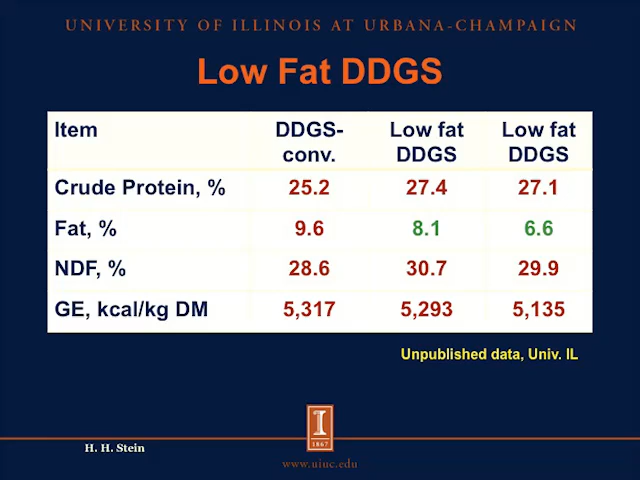 UNIVERSITY OF ILLINOIS AT URBANA-CHAMPAIGN
Low Fat DDGS
Item DDGS-conv. Low fat DDGS Low fat DDGS
Crude Protein, % 25.2 27.4 27.1
Fat, % 9.6 8.1 6.6
NDF, % 28.6 30.7 29.9
GE, kcal/kg DM 5,317 5,293 5,135
Unpublished data, Univ. IL
I
1867
H. H. Stein
www.uiuc.edu